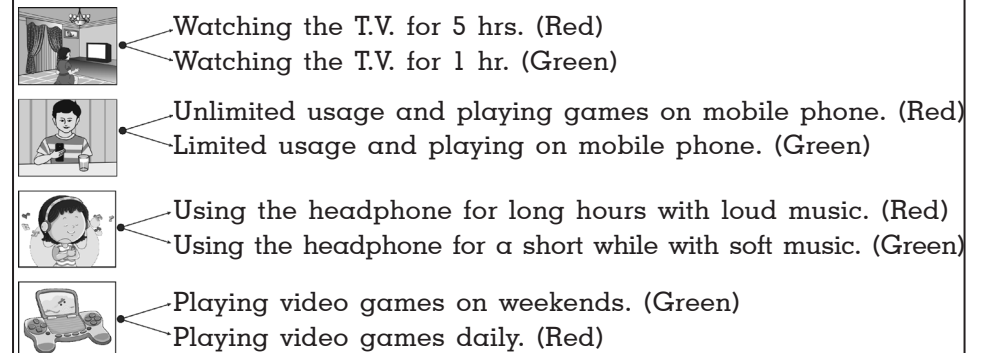 Watching the T.V. for 5 hrs. (Red)
Watching the T.V. for 1 hr. (Green)
Unlimited usage and playing games on mobile phone. (Red)
Limited usage and playing on mobile phone. (Green)
Using the headphone for long hours with loud music. (Red)
Using the headphone for a short while with soft music. (Green)
Playing video games on weekends. (Green)
Playing video games daily. (Red)